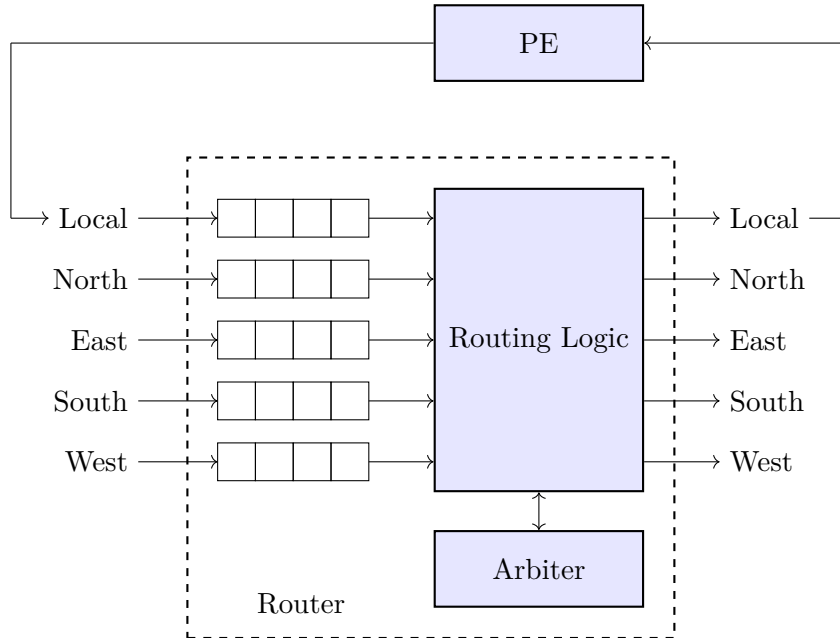 PE
Local
Local
North
North
East
Routing Logic
East
South
South
West
West
Arbiter
Router